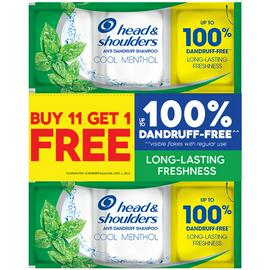 head&
shoulders®
ANTI DANDRUFF SHAMPOO
COOL MENTHOL
UP TO
100%
DANDRUFF-FREE^
LONG-LASTING
FRESHNESS
BUY 11 GET 1
FREE
UP TO
100%
DANDRUFF-FREE^^
^^visible flakes with regular use
LONG-LASTING
FRESHNESS
head&
shoulders®
ANTI DANDRUFF SHAMPOO
COOL MENTHOL
UP TO
100%
DANDRUFF-FREE^
LONG-LASTING
FRESHNESS